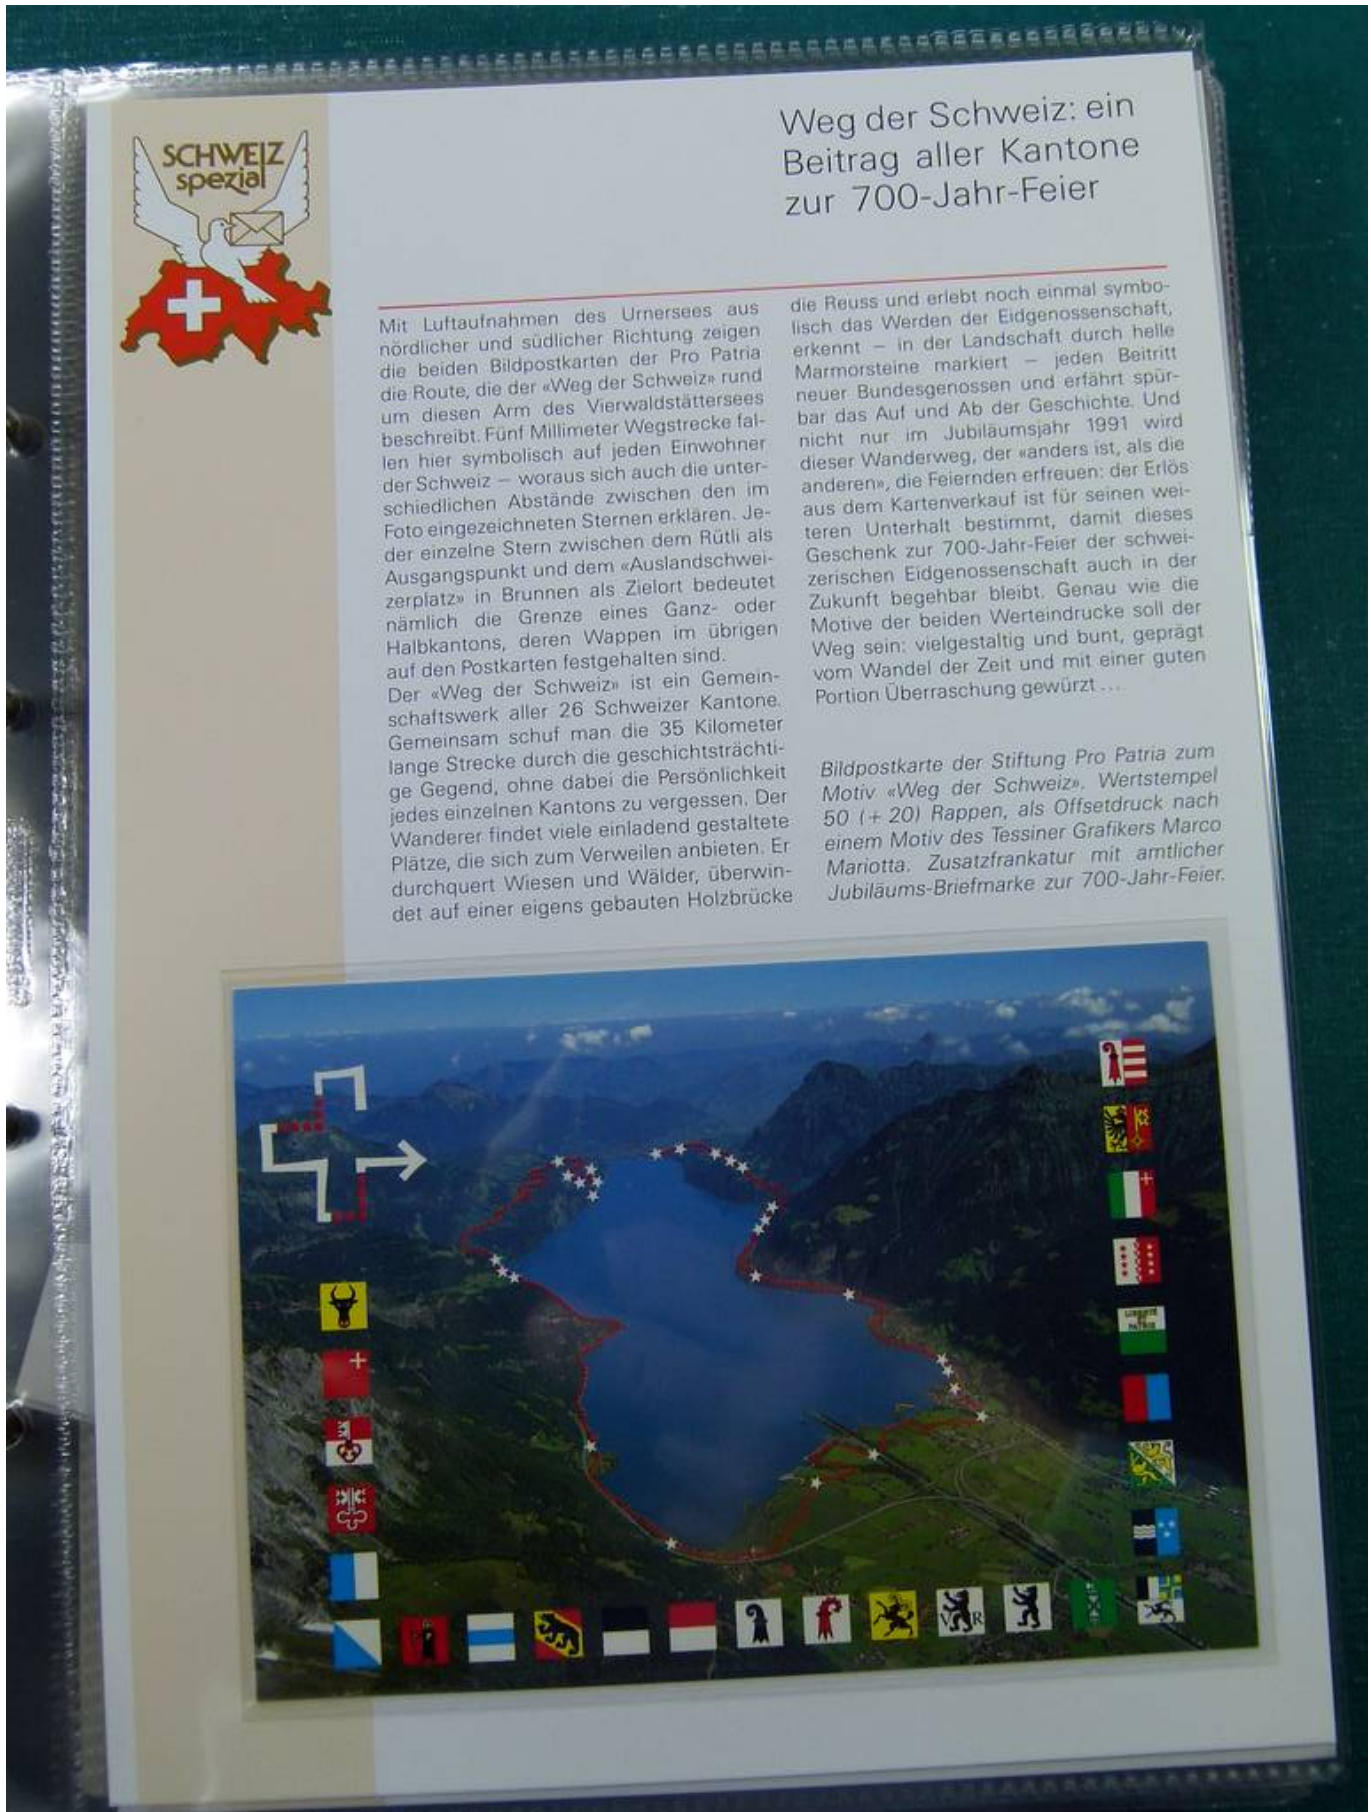 SCHWEIZ
spezial
Weg der Schweiz: ein
Beitrag aller Kantone
zur 700-Jahr-Feier
Mit Luftaufnahmen des Urnersees aus
nördlicher und südlicher Richtung zeigen
die beiden Bildpostkarten der Pro Patria
die Route, die der «Weg der Schweiz» rund
um diesen Arm des Vierwaldstättersees
beschreibt. Fünf Millimeter Wegstrecke fal-
len hier symbolisch auf jeden Einwohner
der Schweiz – woraus sich auch die unter-
schiedlichen Abstände zwischen den im
Foto eingezeichneten Sternen erklären. Je-
der einzelne Stern zwischen dem Rütli als
Ausgangspunkt und dem «Auslandschwei-
zerplatz» in Brunnen als Zielort bedeutet
nämlich die Grenze eines Ganz- oder
Halbkantons, deren Wappen im übrigen
auf den Postkarten festgehalten sind.
Der «Weg der Schweiz» ist ein Gemein-
schaftswerk aller 26 Schweizer Kantone.
Gemeinsam schuf man die 35 Kilometer
lange Strecke durch die geschichtsträchti-
ge Gegend, ohne dabei die Persönlichkeit
jedes einzelnen Kantons zu vergessen. Der
Wanderer findet viele einladend gestaltete
Plätze, die sich zum Verweilen anbieten. Er
durchquert Wiesen und Wälder, überwin-
det auf einer eigens gebauten Holzbrücke
die Reuss und erlebt noch einmal symbo-
lisch das Werden der Eidgenossenschaft,
erkennt – in der Landschaft durch helle
Marmorsteine markiert – jeden Beitritt
neuer Bundesgenossen und erfährt spür-
bar das Auf und Ab der Geschichte. Und
nicht nur im Jubiläumsjahr 1991 wird
dieser Wanderweg, der «anders ist, als die
anderen», die Feiernden erfreuen: der Erlös
aus dem Kartenverkauf ist für seinen wei-
teren Unterhalt bestimmt, damit dieses
Geschenk zur 700-Jahr-Feier der schwei-
zerischen Eidgenossenschaft auch in der
Zukunft begehbar bleibt. Genau wie die
Motive der beiden Werteindrucke soll der
Weg sein: vielgestaltig und bunt, geprägt
vom Wandel der Zeit und mit einer guten
Portion Überraschung gewürzt ...
Bildpostkarte der Stiftung Pro Patria zum
Motiv «Weg der Schweiz». Wertstempel
50 (+ 20) Rappen, als Offsetdruck nach
einem Motiv des Tessiner Grafikers Marco
Mariotta. Zusatzfrankatur mit amtlicher
Jubiläums-Briefmarke zur 700-Jahr-Feier.
LIBERTÉ
ET
PATRIE
VR